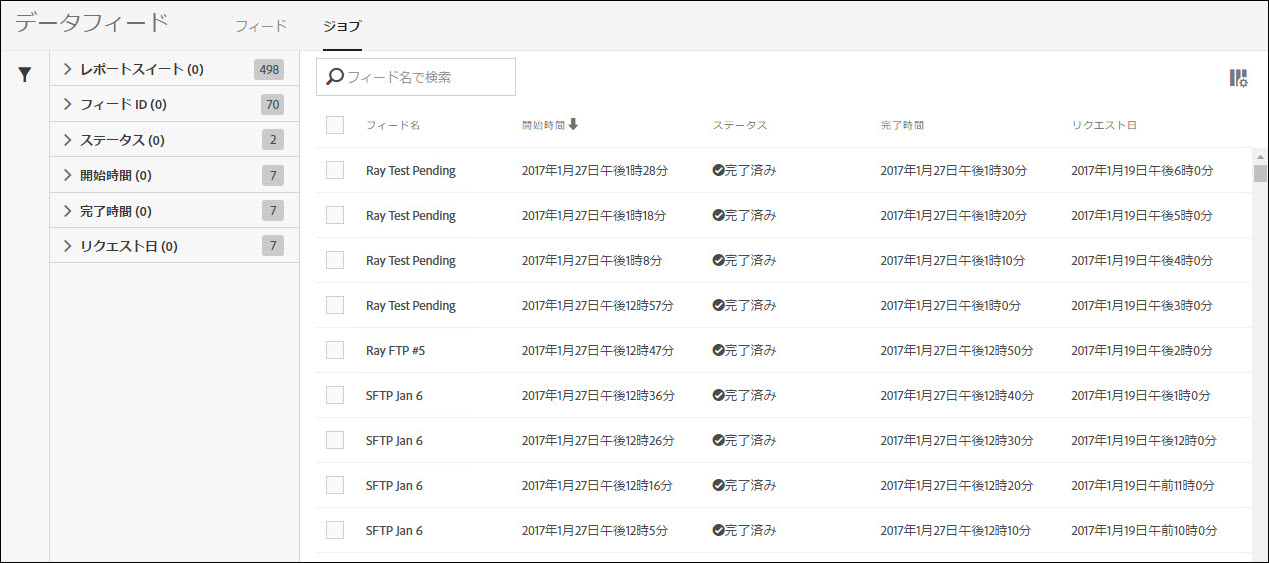 データフィード フィード ジョブ
レポートスイート (0) 498
フィード ID (0) 70
ステータス (0) 2
開始時間 (0) 7
完了時間 (0) 7
リクエスト日 (0) 7
フィード名で検索
フィード名 開始時間 ステータス 完了時間 リクエスト日
Ray Test Pending 2017年1月27日午後1時28分 完了済み 2017年1月27日午後1時30分 2017年1月19日午後6時0分
Ray Test Pending 2017年1月27日午後1時18分 完了済み 2017年1月27日午後1時20分 2017年1月19日午後5時0分
Ray Test Pending 2017年1月27日午後1時8分 完了済み 2017年1月27日午後1時10分 2017年1月19日午後4時0分
Ray Test Pending 2017年1月27日午後12時57分 完了済み 2017年1月27日午後1時0分 2017年1月19日午後3時0分
Ray FTP #5 2017年1月27日午後12時47分 完了済み 2017年1月27日午後12時50分 2017年1月19日午後2時0分
SFTP Jan 6 2017年1月27日午後12時36分 完了済み 2017年1月27日午後12時40分 2017年1月19日午後1時0分
SFTP Jan 6 2017年1月27日午後12時26分 完了済み 2017年1月27日午後12時30分 2017年1月19日午後12時0分
SFTP Jan 6 2017年1月27日午後12時16分 完了済み 2017年1月27日午後12時20分 2017年1月19日午前11時0分
SFTP Jan 6 2017年1月27日午後12時5分 完了済み 2017年1月27日午後12時10分 2017年1月19日午前10時0分